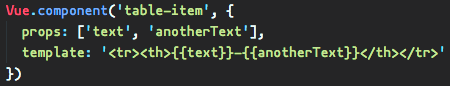 Vue.component('table-item', {
  props: ['text', 'anotherText'],
  template: '<tr><th>{{text}}-{{anotherText}}</th></tr>'
})